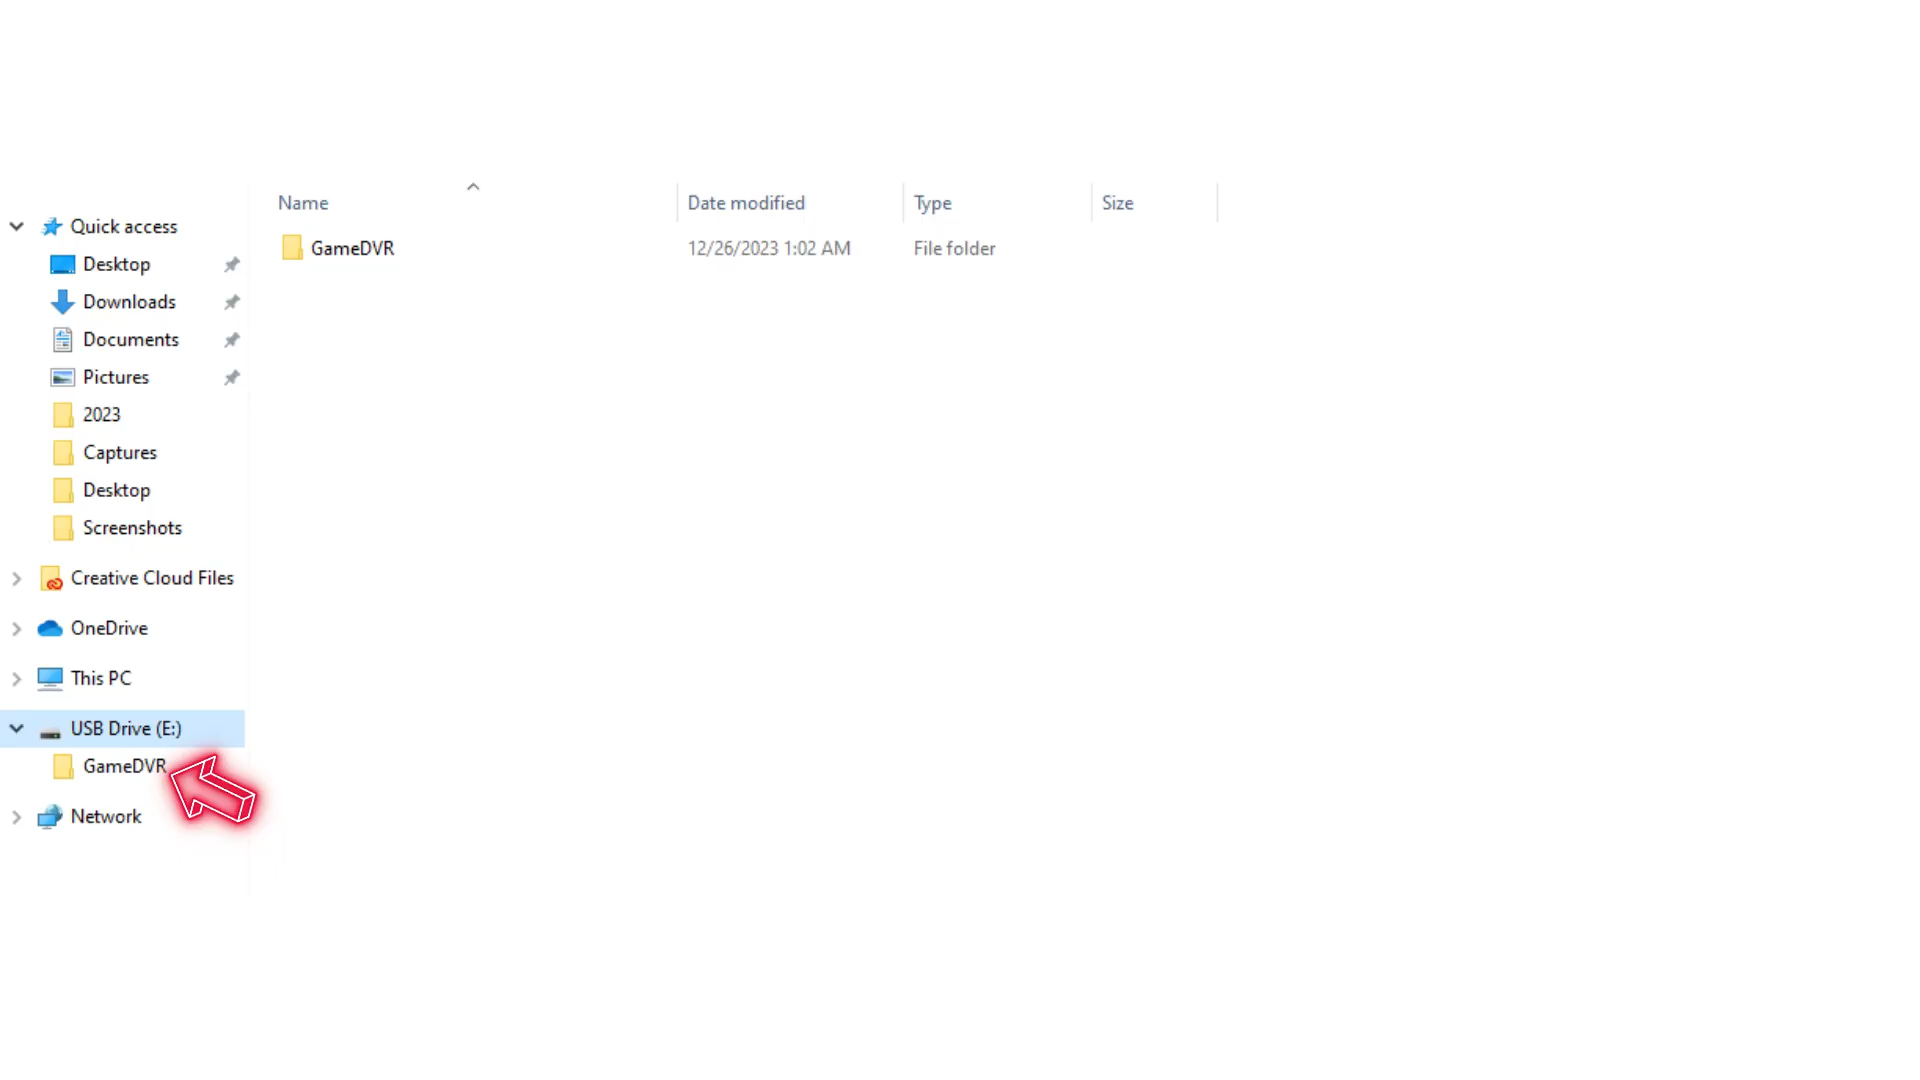 Name Date modified Type Size
GameDVR 12/26/2023 1:02 AM File folder
Quick access
Desktop
Downloads
Documents
Pictures
2023
Captures
Desktop
Screenshots
Creative Cloud Files
OneDrive
This PC
USB Drive (E:)
GameDVR
Network